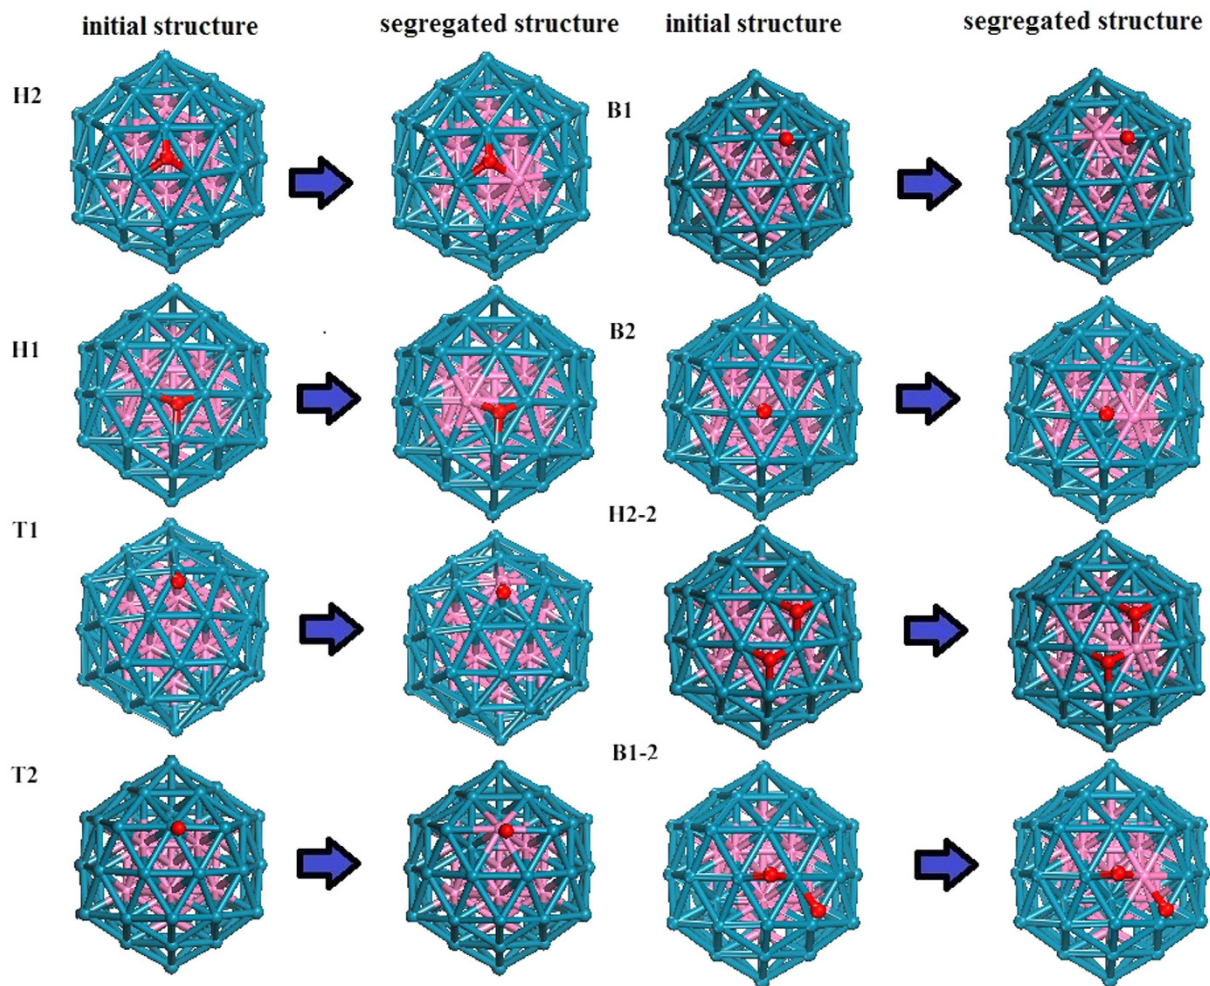 initial structure
segregated structure
initial structure
segregated structure
H2
B1
H1
B2
T1
H2-2
T2
B1-2